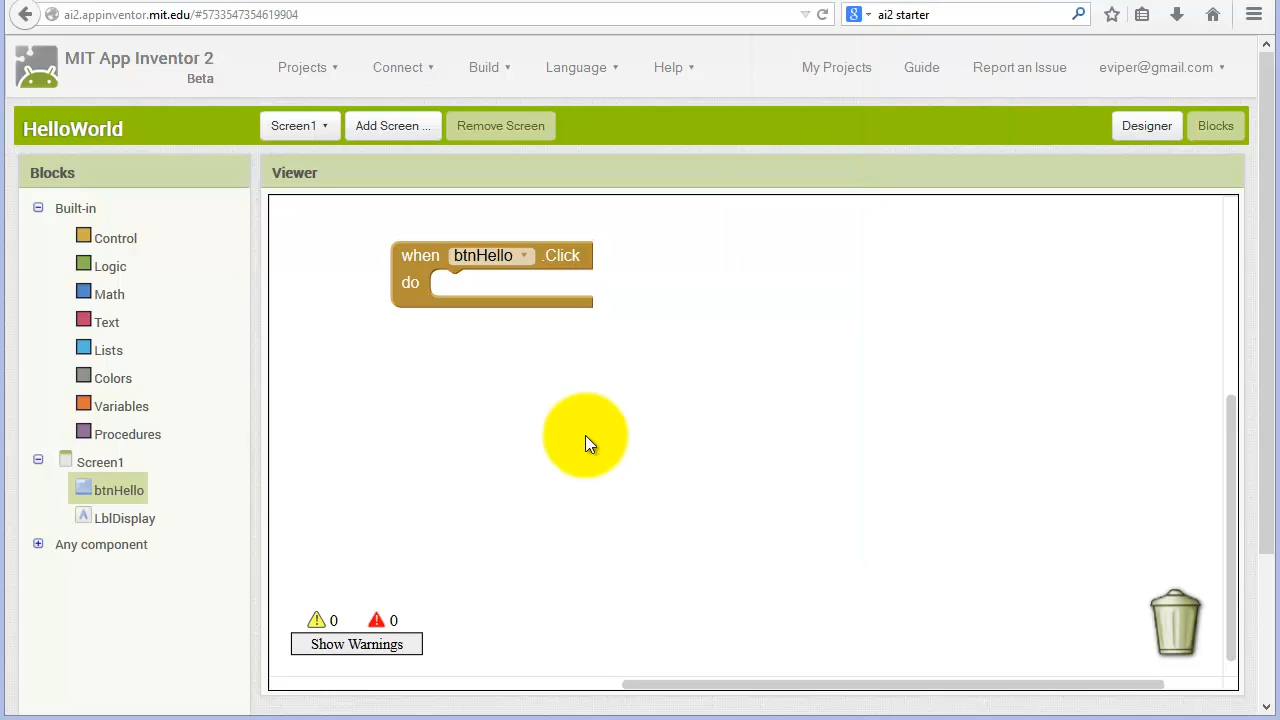 ai2.appinventor.mit.edu/#5733547354619904
8
ai2 starter
MIT App Inventor 2
Beta
Projects
Connect
Build
Language
Help
My Projects
Guide
Report an Issue
eviper@gmail.com
HelloWorld
Screen1
Add Screen ...
Remove Screen
Designer
Blocks
Blocks
Viewer
Built-in
Control
Logic
Math
Text
Lists
Colors
Variables
Procedures
Screen1
btnHello
A LblDisplay
Any component
when btnHello .Click
do
0 0
Show Warnings